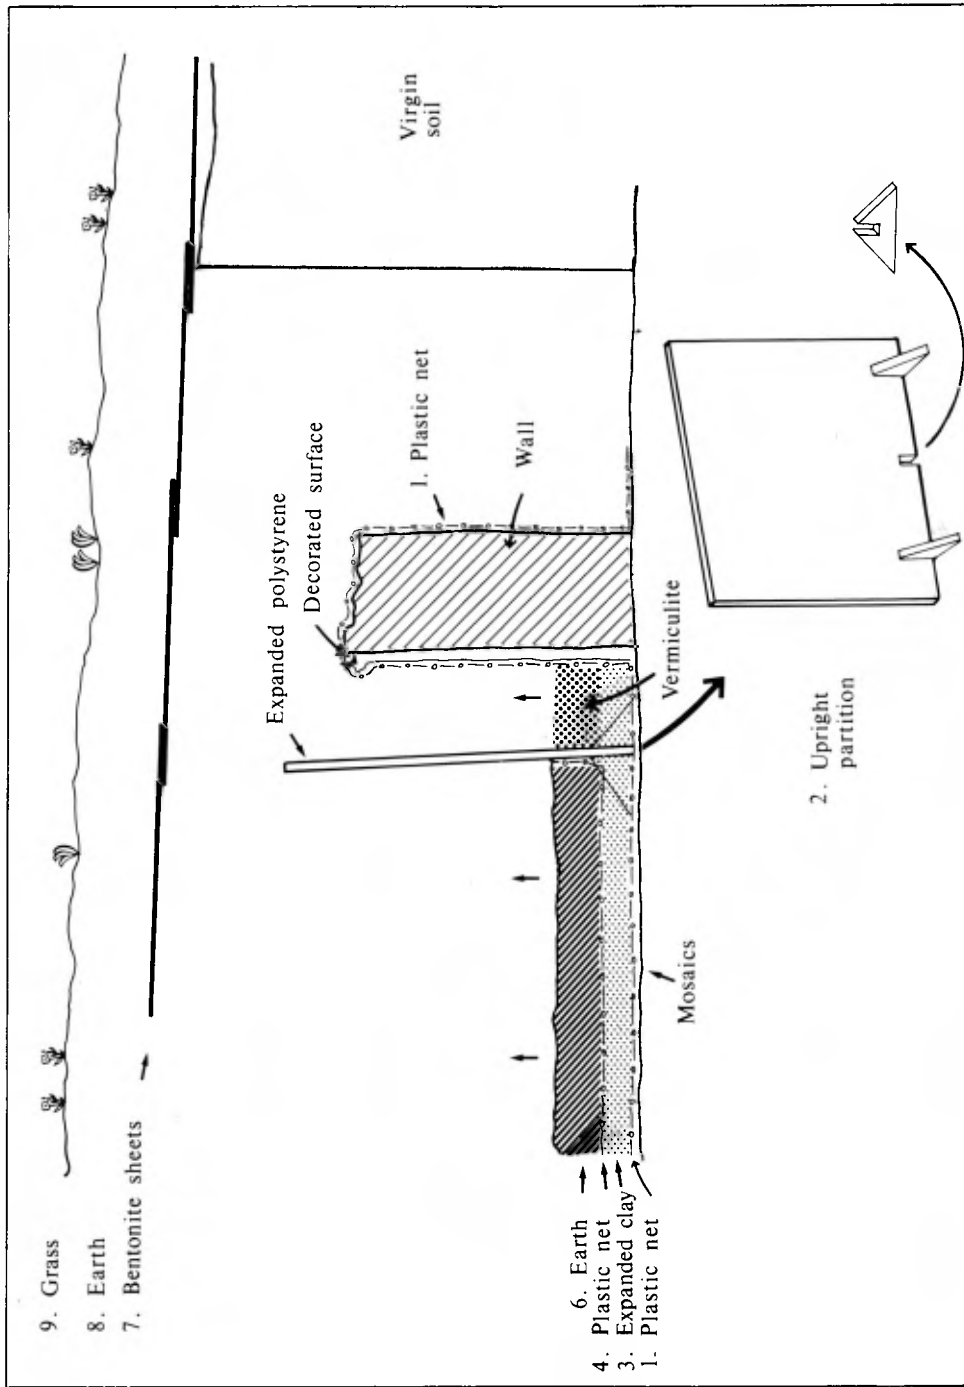 9. Grass
8. Earth
7. Bentonite sheets
Virgin
soil
Expanded polystyrene
Decorated surface
1. Plastic net
Wall
6. Earth
4. Plastic net
3. Expanded clay
1. Plastic net
Mosaics
Vermiculite
2. Upright
partition